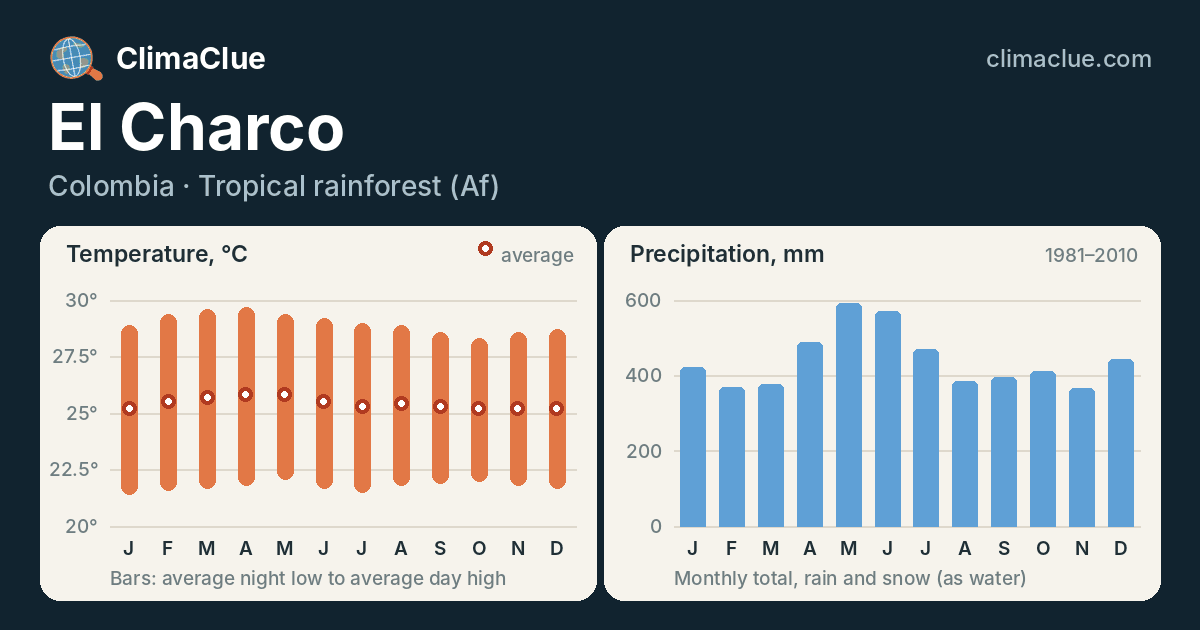 ClimaClue
climaclue.com
El Charco
Colombia · Tropical rainforest (Af)
Temperature, °C
average
30°
27.5°
25°
22.5°
20°
J F M A M J J A S O N D
Bars: average night low to average day high
Precipitation, mm
1981–2010
600
400
200
0
J F M A M J J A S O N D
Monthly total, rain and snow (as water)